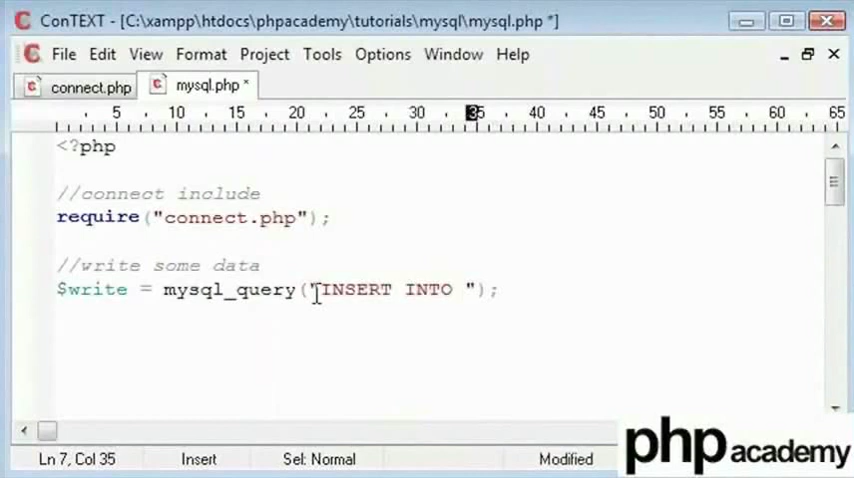 ConTEXT - [C:\xampp\htdocs\phpacademy\tutorials\mysql\mysql.php *]
File Edit View Format Project Tools Options Window Help
connect.php mysql.php *
5 10 15 20 25 30 35 40 45 50 55 60 65
<?php
//connect include
require("connect.php");
//write some data
$write = mysql_query("INSERT INTO ");
Ln 7, Col 35 Insert Sel: Normal Modified
php academy